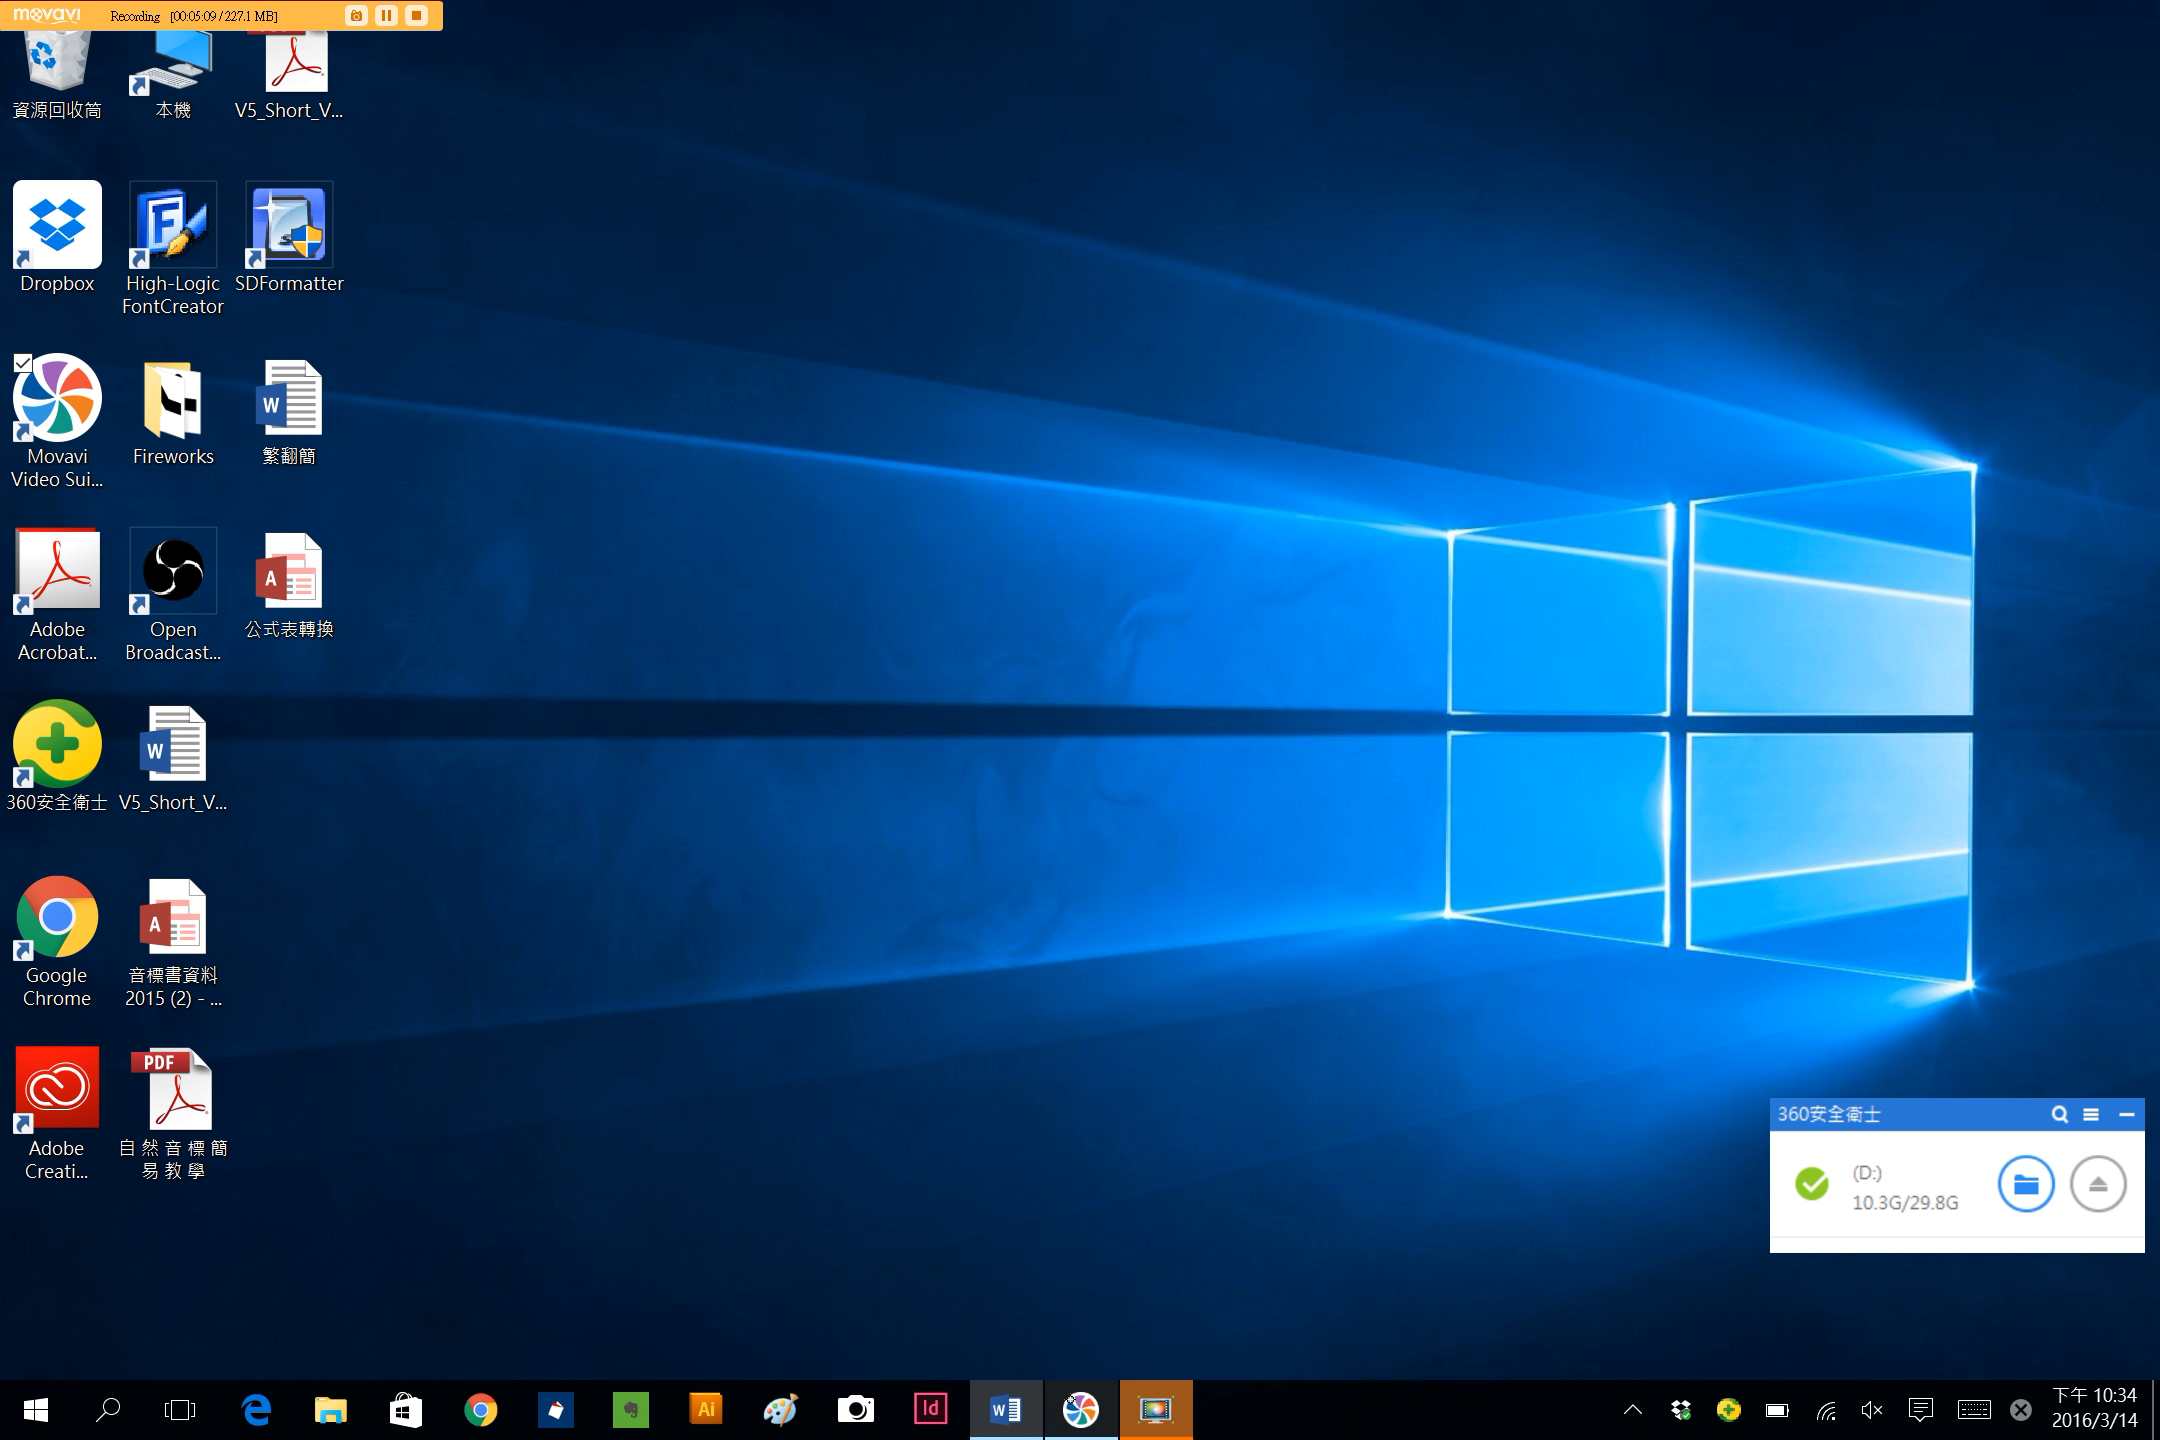 movavi Recording [00:05:09 / 227.1 MB]
資源回收筒
本機
V5_Short_V...
Dropbox
High-Logic
FontCreator
SDFormatter
Movavi
Video Sui...
Fireworks
W
繁翻簡
Adobe
Acrobat...
Open
Broadcast...
A
公式表轉換
360安全衛士
W
V5_Short_V...
Google
Chrome
A
音標書資料
2015 (2) - ...
Adobe
Creati...
PDF
自 然 音 標 簡
易 教 學
360安全衛士
(D:)
10.3G/29.8G
Ai
Id
W
下午 10:34
2016/3/14